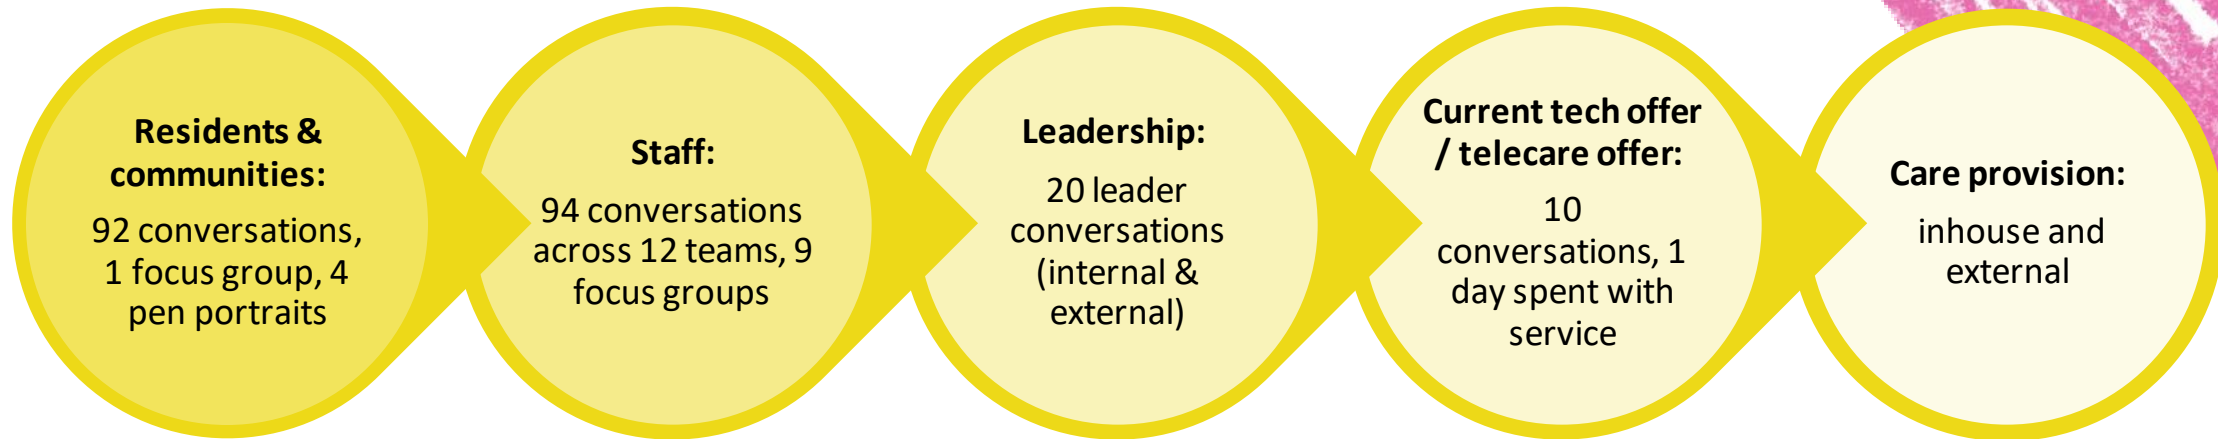 Residents &
communities:
92 conversations,
1 focus group, 4
pen portraits
Staff:
94 conversations
across 12 teams, 9
focus groups
Leadership:
20 leader
conversations
(internal &
external)
Current tech offer
/ telecare offer:
10
conversations, 1
day spent with
service
Care provision:
inhouse and
external